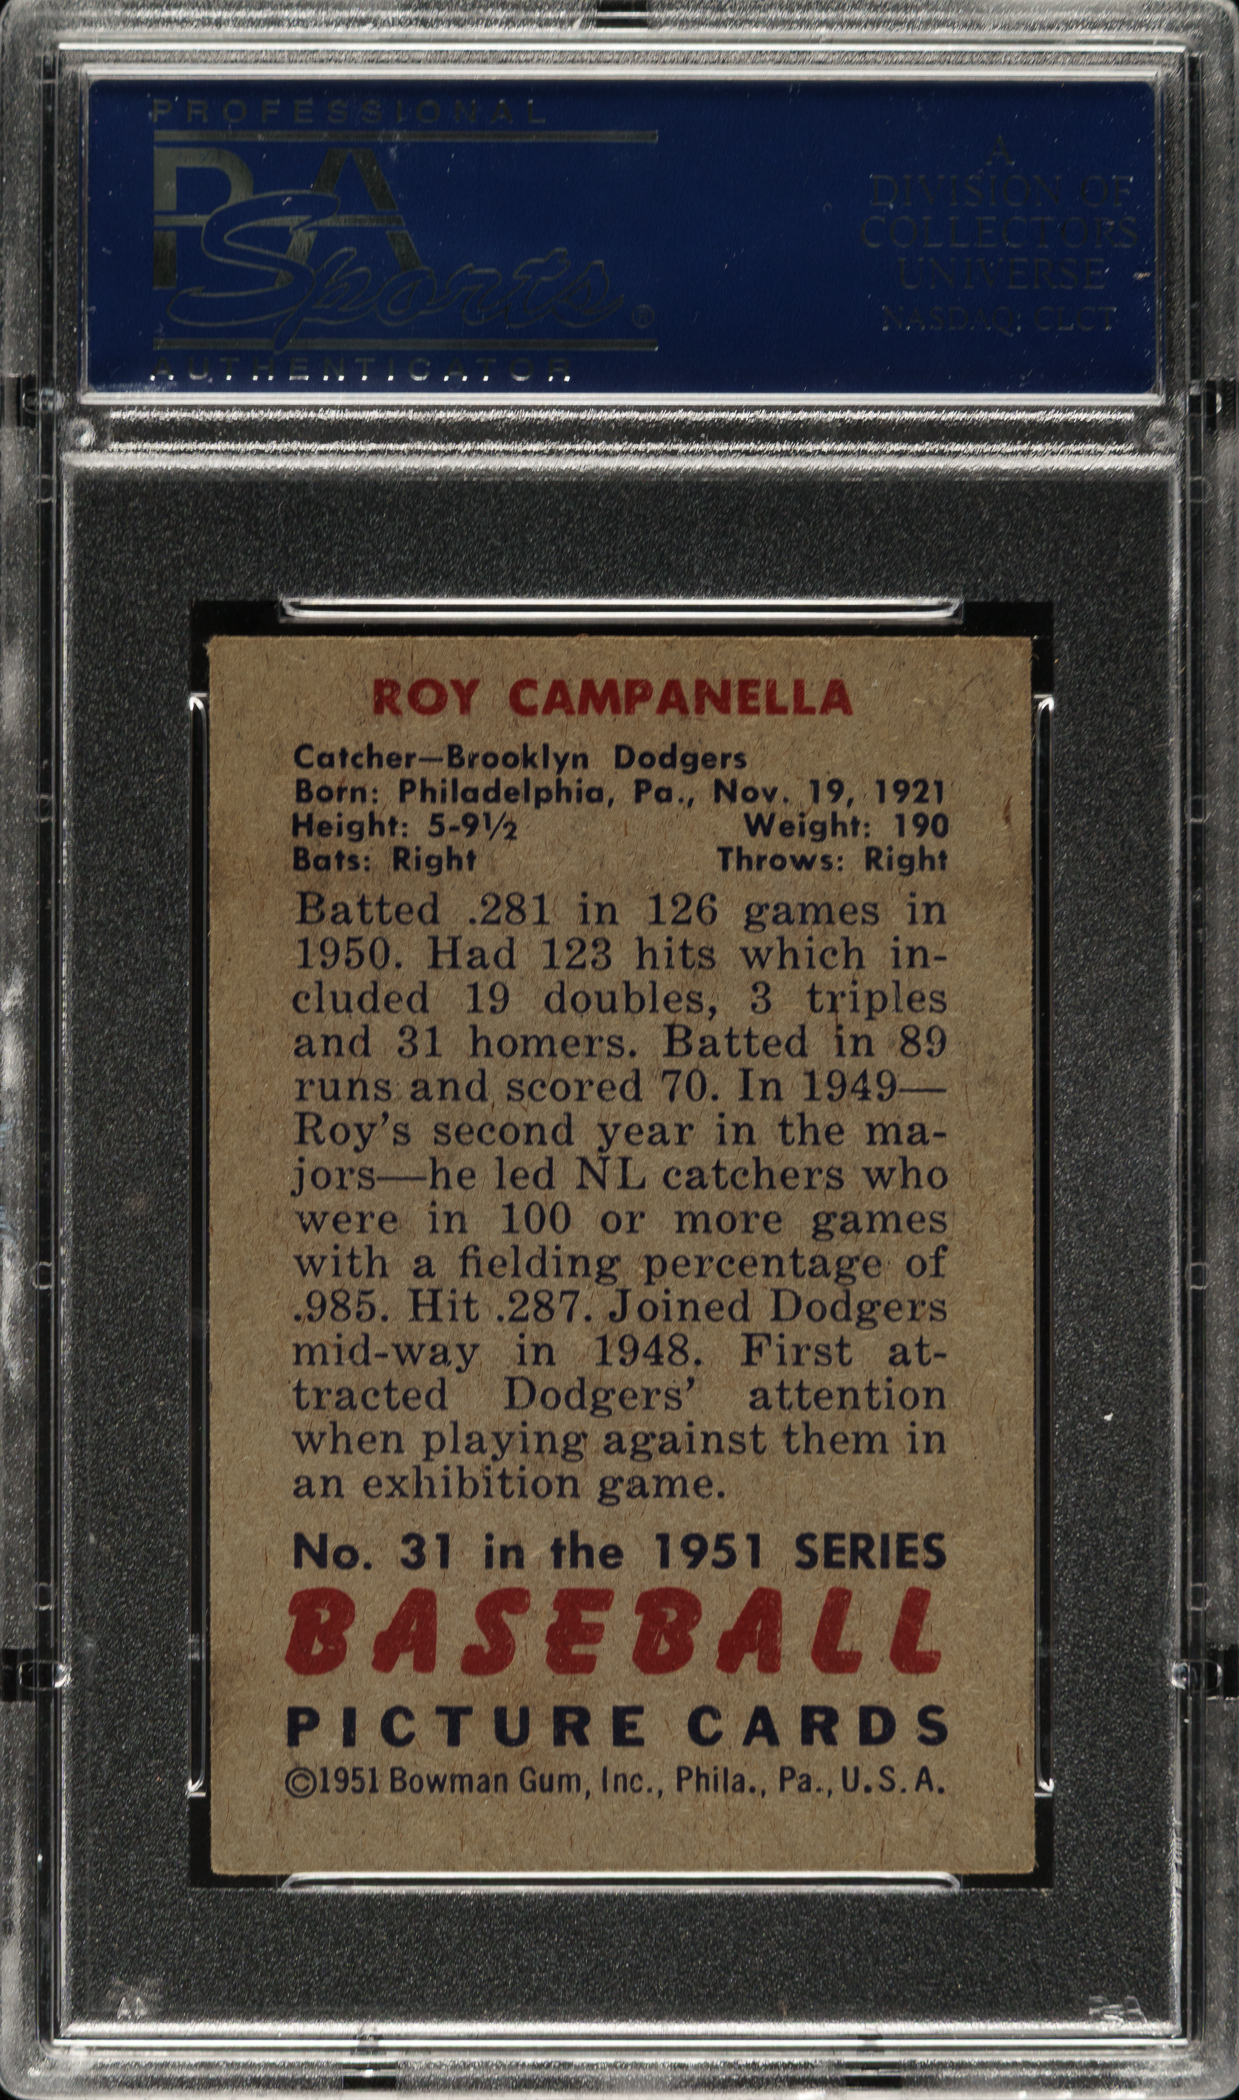 PROFESSIONAL
PSA
Sports®
AUTHENTICATOR
A
DIVISION OF
COLLECTORS
UNIVERSE
NASDAQ: CLCT
ROY CAMPANELLA
Catcher—Brooklyn Dodgers
Born: Philadelphia, Pa., Nov. 19, 1921
Height: 5-9½ Weight: 190
Bats: Right Throws: Right
Batted .281 in 126 games in
1950. Had 123 hits which in-
cluded 19 doubles, 3 triples
and 31 homers. Batted in 89
runs and scored 70. In 1949—
Roy's second year in the ma-
jors—he led NL catchers who
were in 100 or more games
with a fielding percentage of
.985. Hit .287. Joined Dodgers
mid-way in 1948. First at-
tracted Dodgers' attention
when playing against them in
an exhibition game.
No. 31 in the 1951 SERIES
BASEBALL
PICTURE CARDS
©1951 Bowman Gum, Inc., Phila., Pa., U.S.A.
PSA